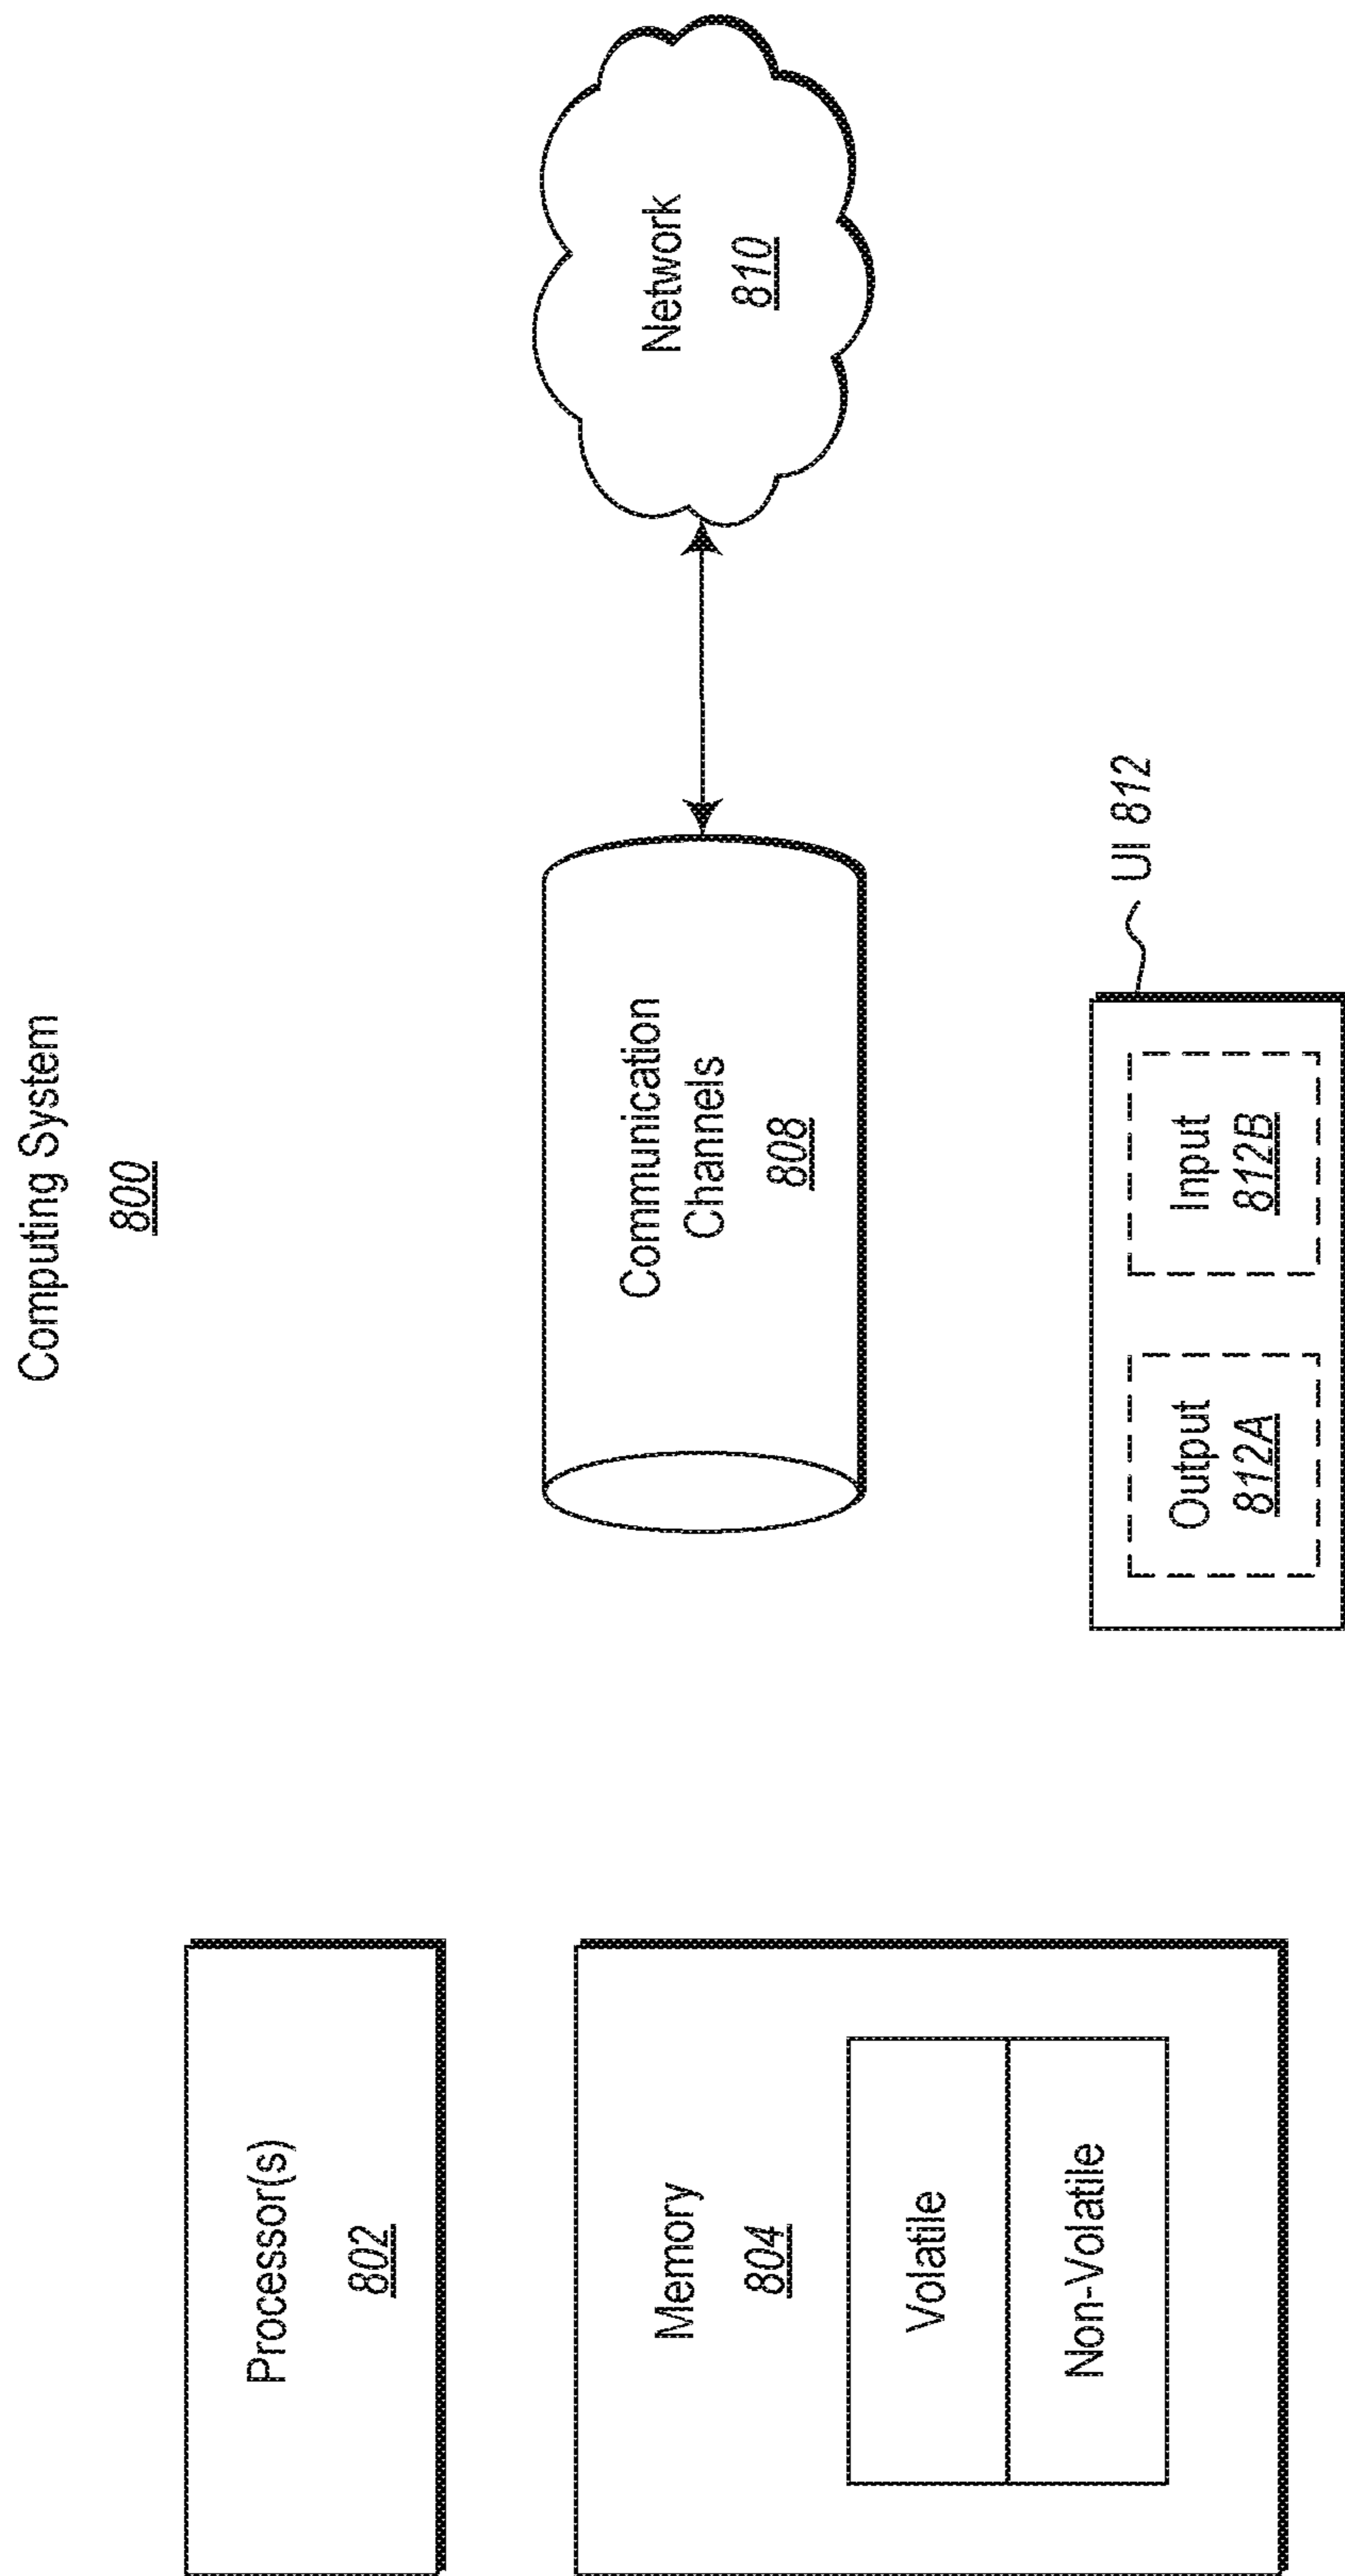 Computing System
800
Processor(s)
802
Memory
804
Volatile
Non-Volatile
Communication
Channels
808
Network
810
UI 812
Output
812A
Input
812B